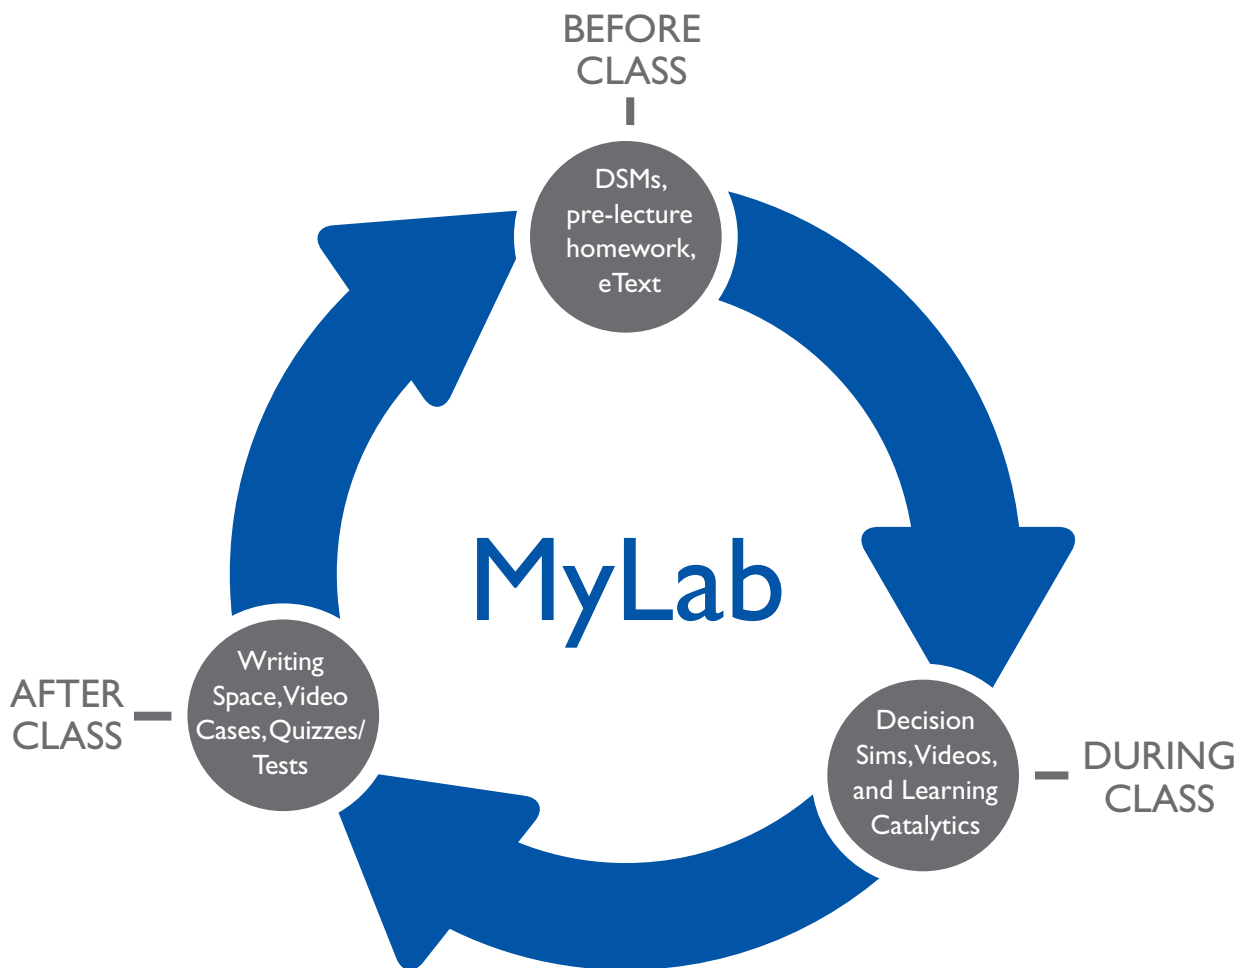 BEFORE
CLASS
DSMs,
pre-lecture
homework,
eText
MyLab
AFTER
CLASS
Writing
Space, Video
Cases, Quizzes/
Tests
Decision
Sims, Videos,
and Learning
Catalytics
DURING
CLASS